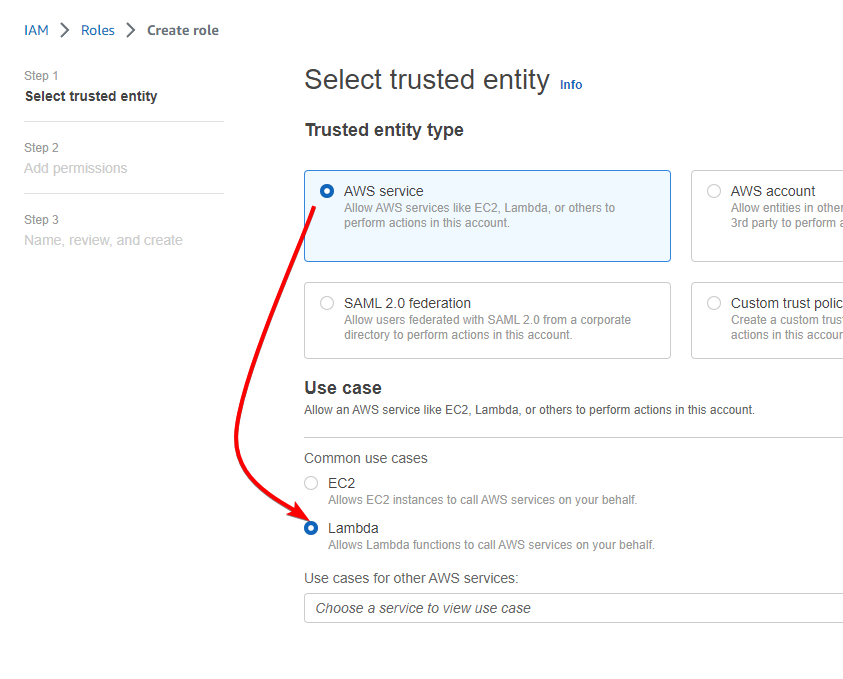 IAM > Roles > Create role
Step 1
Select trusted entity
Step 2
Add permissions
Step 3
Name, review, and create
Select trusted entity Info
Trusted entity type
AWS service
Allow AWS services like EC2, Lambda, or others to
perform actions in this account.
AWS account
Allow entities in other
3rd party to perform a
SAML 2.0 federation
Allow users federated with SAML 2.0 from a corporate
directory to perform actions in this account.
Custom trust polic
Create a custom trust
actions in this accour
Use case
Allow an AWS service like EC2, Lambda, or others to perform actions in this account.
Common use cases
EC2
Allows EC2 instances to call AWS services on your behalf.
Lambda
Allows Lambda functions to call AWS services on your behalf.
Use cases for other AWS services:
Choose a service to view use case